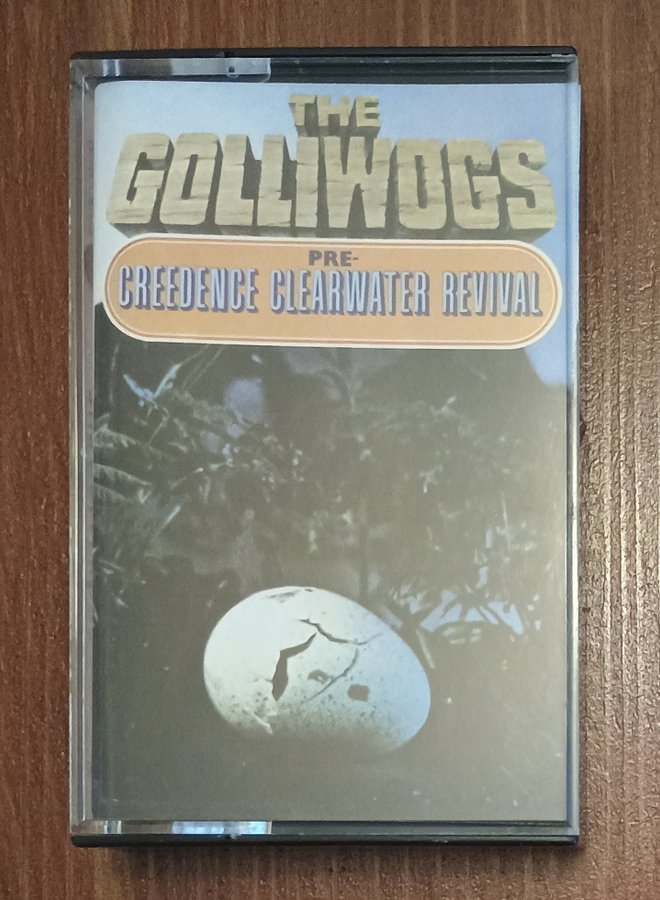 THE
GOLLIWOGS
PRE-
CREEDENCE CLEARWATER REVIVAL